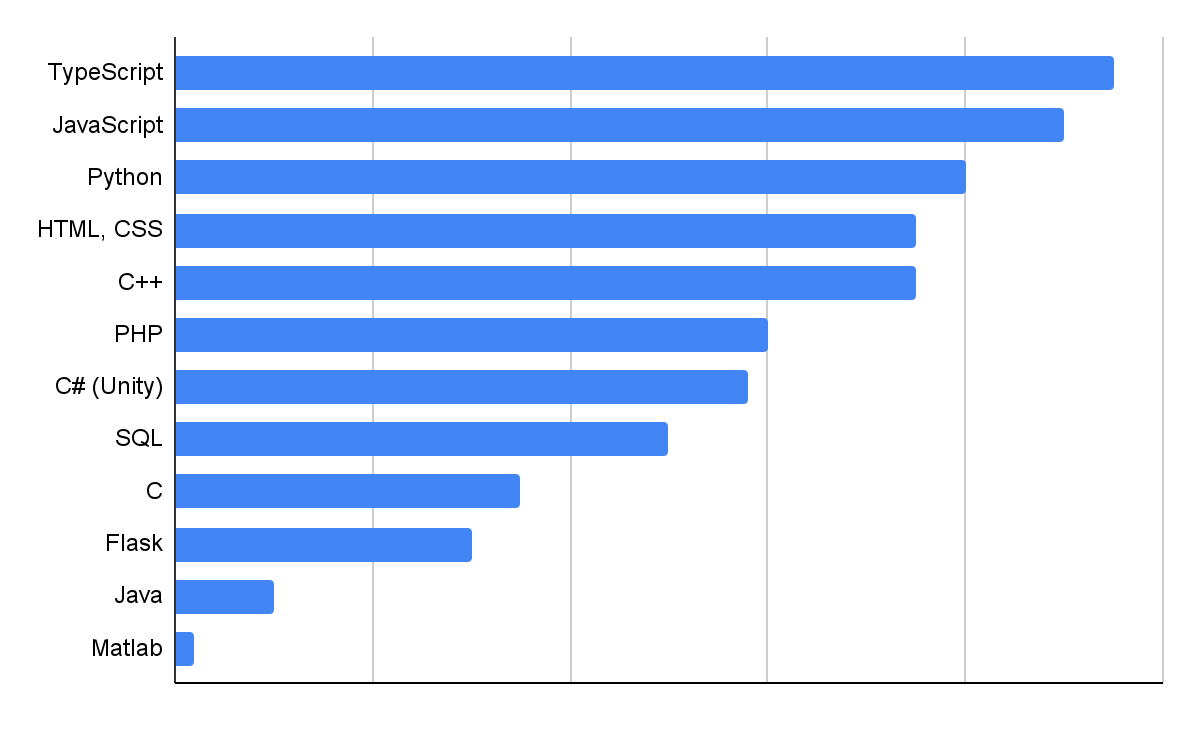 TypeScript
JavaScript
Python
HTML, CSS
C++
PHP
C# (Unity)
SQL
C
Flask
Java
Matlab